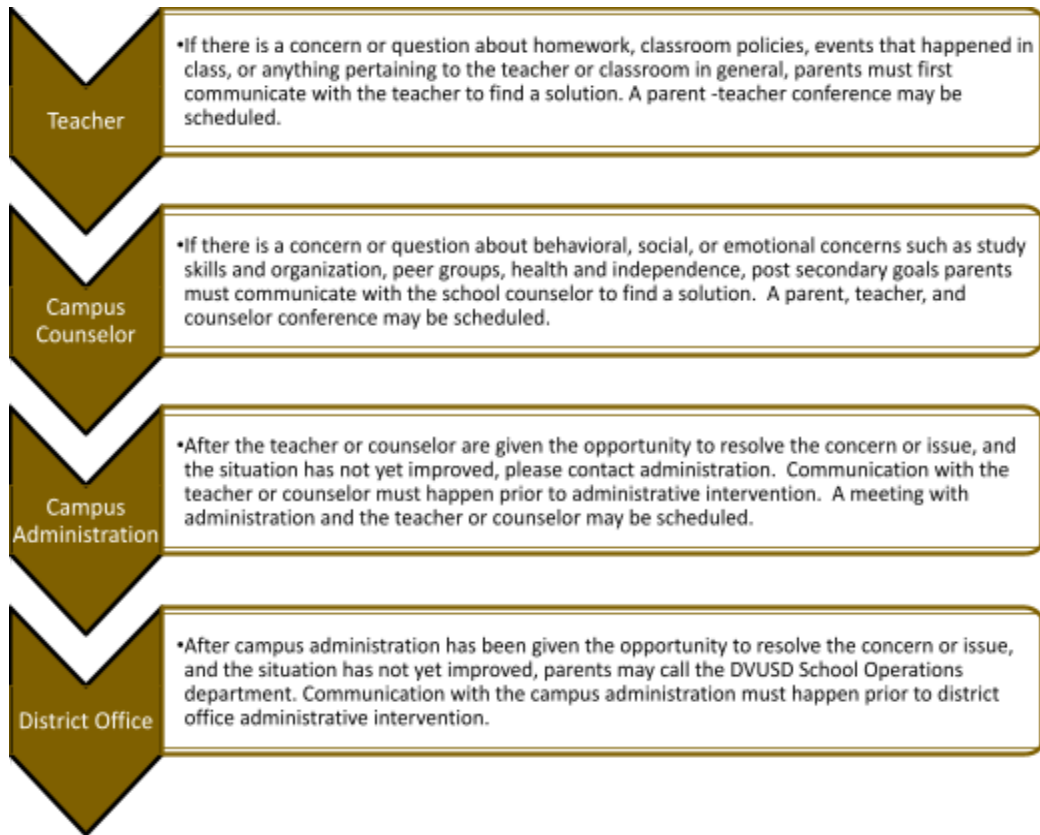 Teacher
•If there is a concern or question about homework, classroom policies, events that happened in
class, or anything pertaining to the teacher or classroom in general, parents must first
communicate with the teacher to find a solution. A parent -teacher conference may be
scheduled.
Campus
Counselor
•If there is a concern or question about behavioral, social, or emotional concerns such as study
skills and organization, peer groups, health and independence, post secondary goals parents
must communicate with the school counselor to find a solution.  A parent, teacher, and
counselor conference may be scheduled.
Campus
Administration
•After the teacher or counselor are given the opportunity to resolve the concern or issue, and
the situation has not yet improved, please contact administration.  Communication with the
teacher or counselor must happen prior to administrative intervention.  A meeting with
administration and the teacher or counselor may be scheduled.
District Office
•After campus administration has been given the opportunity to resolve the concern or issue,
and the situation has not yet improved, parents may call the DVUSD School Operations
department. Communication with the campus administration must happen prior to district
office administrative intervention.